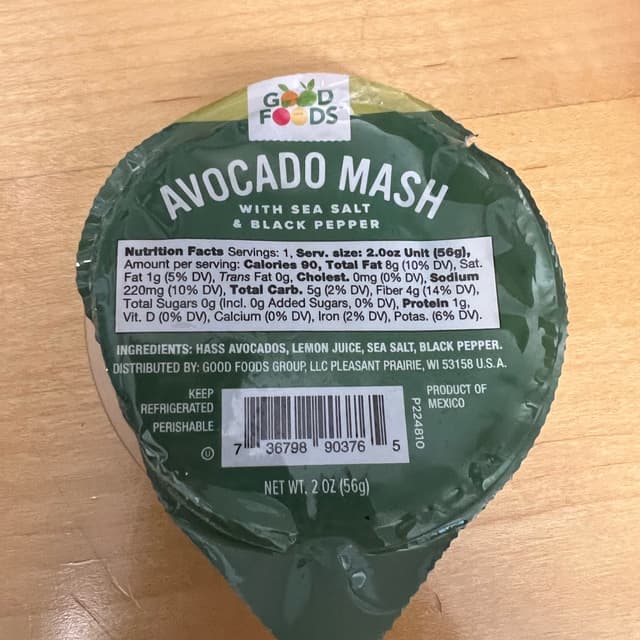 GOOD
FOODS™
AVOCADO MASH
WITH SEA SALT
& BLACK PEPPER
Nutrition Facts Servings: 1, Serv. size: 2.0oz Unit (56g),
Amount per serving: Calories 90, Total Fat 8g (10% DV), Sat.
Fat 1g (5% DV), Trans Fat 0g, Cholest. 0mg (0% DV), Sodium
220mg (10% DV), Total Carb. 5g (2% DV), Fiber 4g (14% DV),
Total Sugars 0g (Incl. 0g Added Sugars, 0% DV), Protein 1g,
Vit. D (0% DV), Calcium (0% DV), Iron (2% DV), Potas. (6% DV).
INGREDIENTS: HASS AVOCADOS, LEMON JUICE, SEA SALT, BLACK PEPPER.
DISTRIBUTED BY: GOOD FOODS GROUP, LLC PLEASANT PRAIRIE, WI 53158 U.S.A.
KEEP
REFRIGERATED
PERISHABLE
U
7 36798 90376 5
P224810
PRODUCT OF
MEXICO
NET WT. 2 OZ (56g)